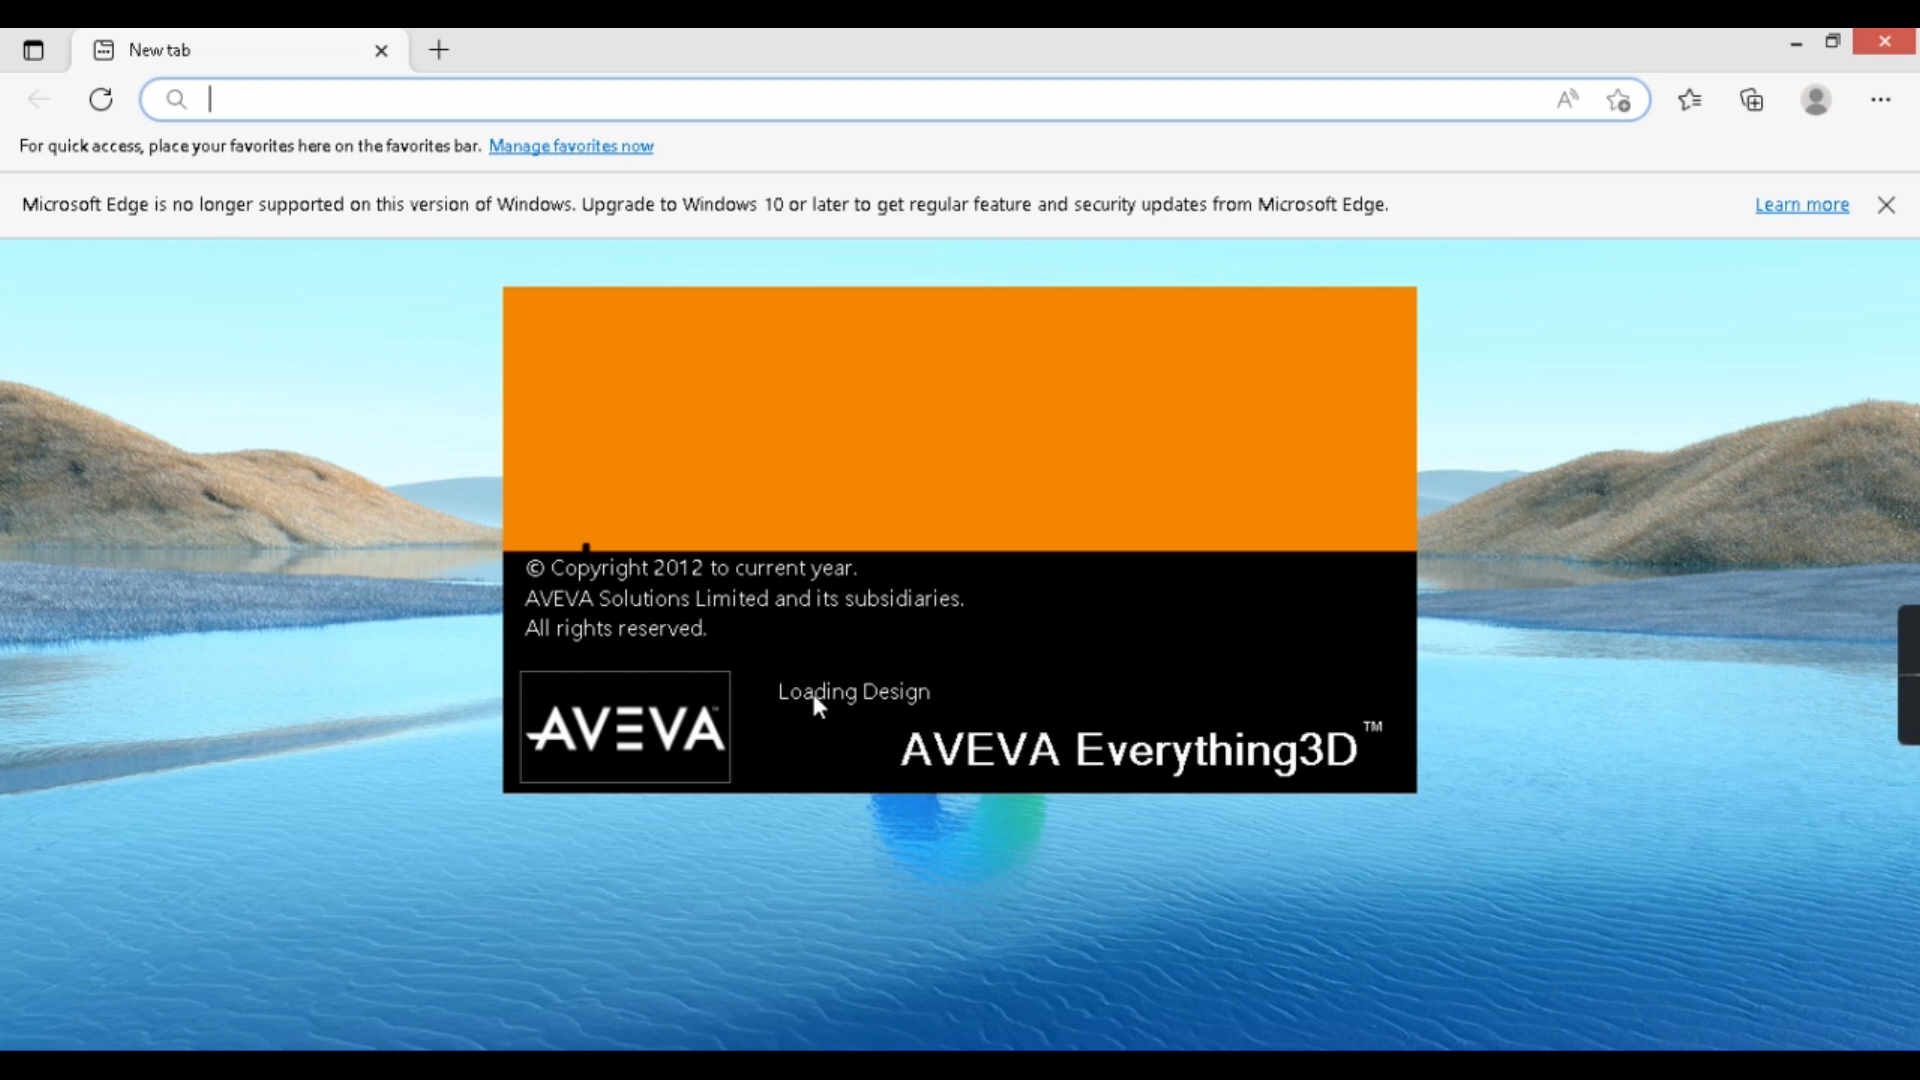 New tab
For quick access, place your favorites here on the favorites bar. Manage favorites now
Microsoft Edge is no longer supported on this version of Windows. Upgrade to Windows 10 or later to get regular feature and security updates from Microsoft Edge. Learn more
© Copyright 2012 to current year.
AVEVA Solutions Limited and its subsidiaries.
All rights reserved.
Loading Design
AVEVA
AVEVA Everything3D™